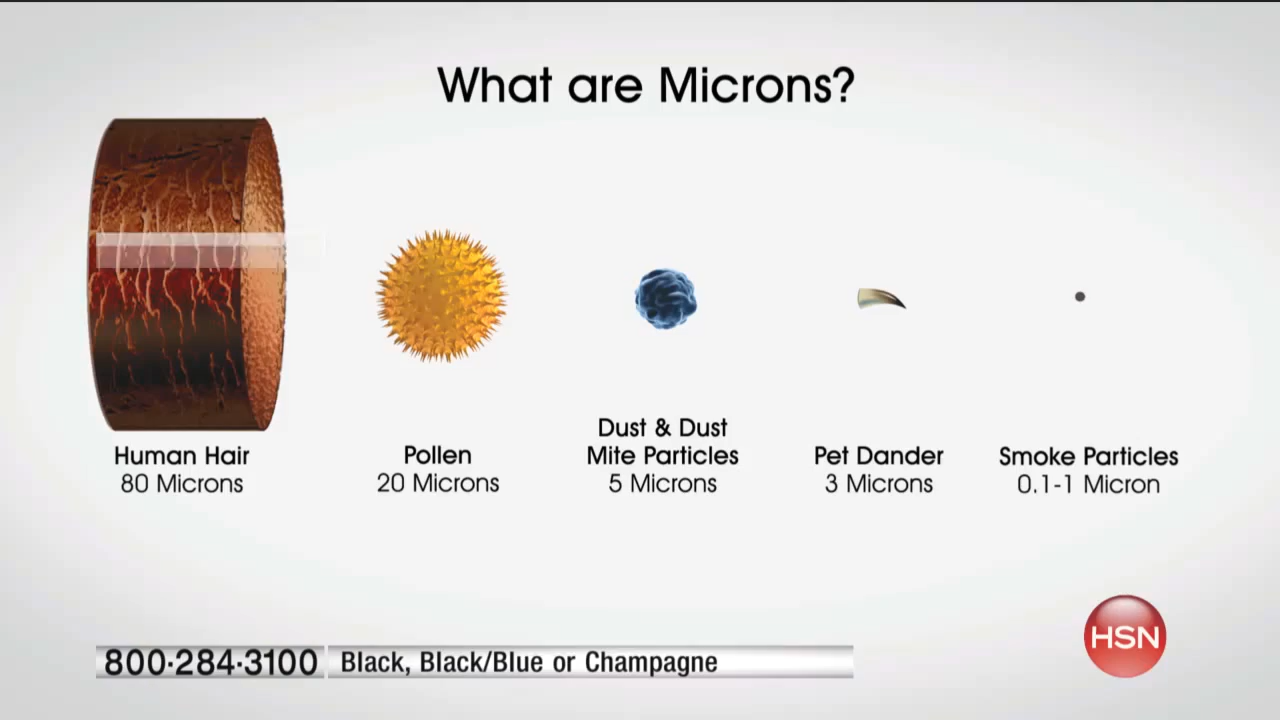 What are Microns?
Human Hair
80 Microns
Pollen
20 Microns
Dust & Dust
Mite Particles
5 Microns
Pet Dander
3 Microns
Smoke Particles
0.1-1 Micron
HSN
800·284·3100
Black, Black/Blue or Champagne